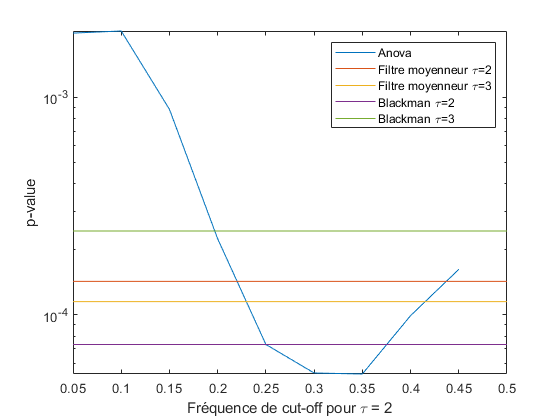 Anova
Filtre moyenneur τ=2
Filtre moyenneur τ=3
Blackman τ=2
Blackman τ=3
10⁻³
10⁻⁴
p-value
0.05 0.1 0.15 0.2 0.25 0.3 0.35 0.4 0.45 0.5
Fréquence de cut-off pour τ = 2